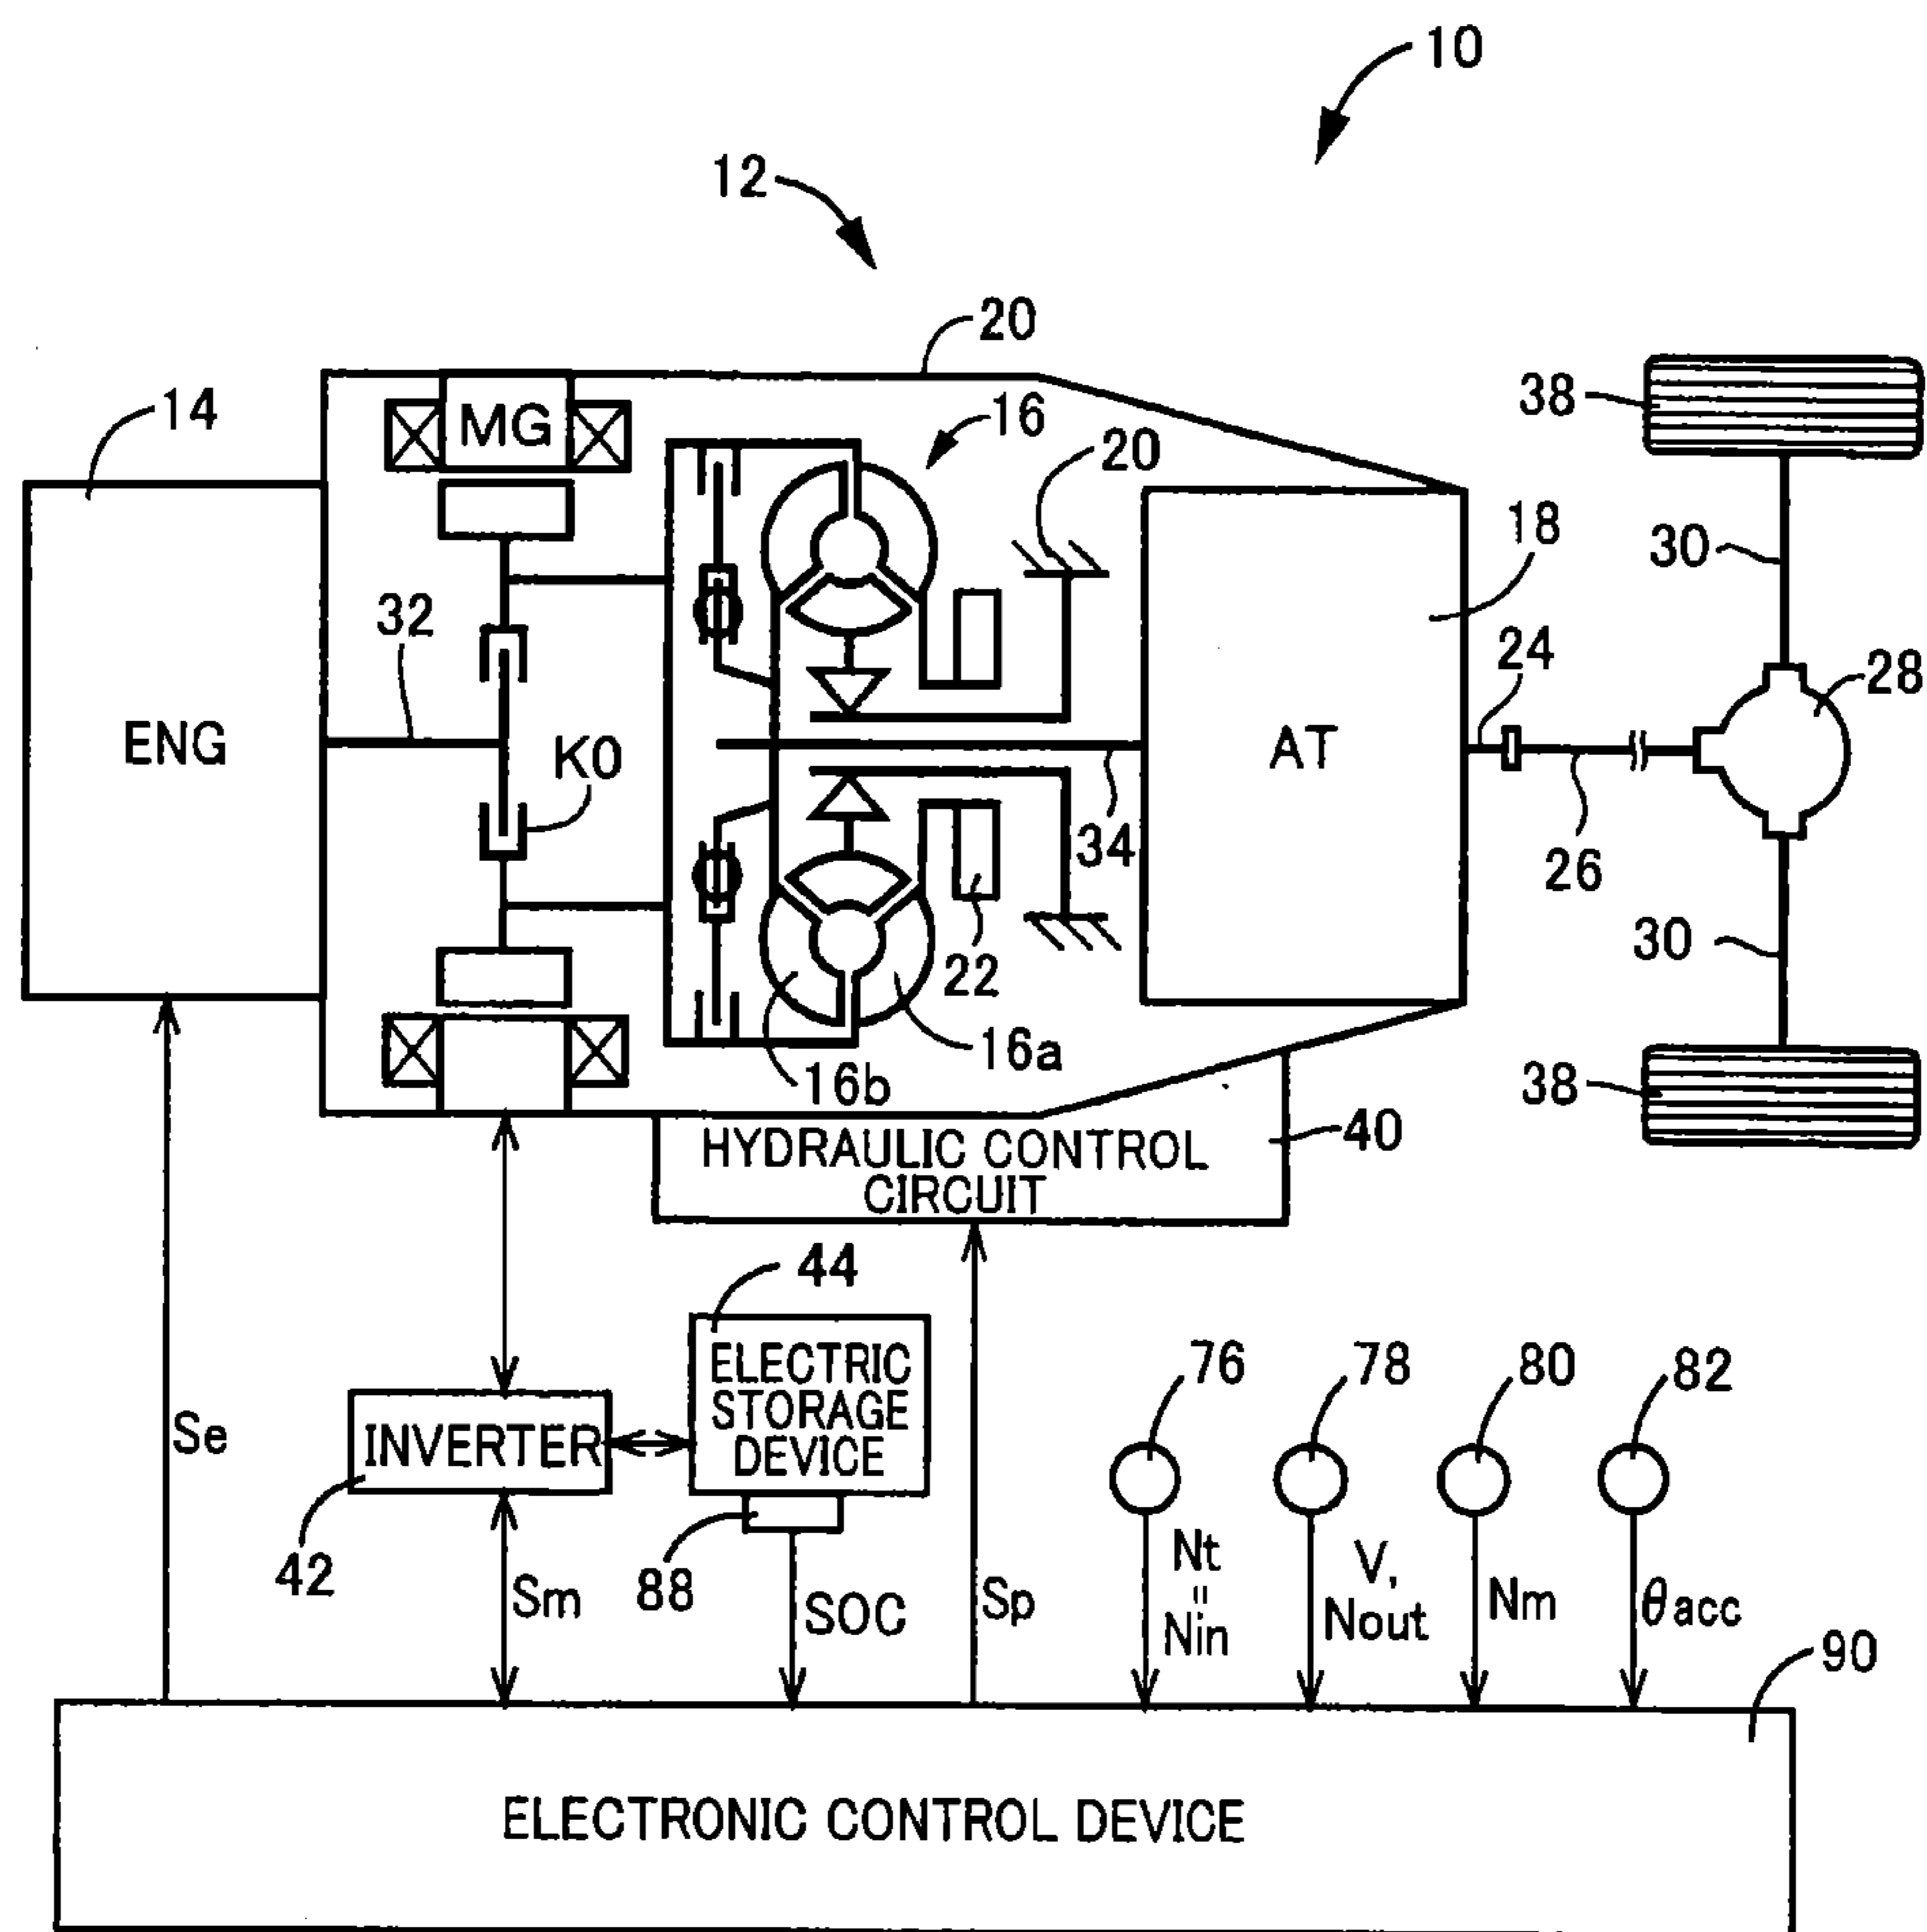 10
12
20
14
MG
16
20
38
18
30
32
24
28
ENG
K0
AT
34
26
30
22
16a
16b
38
40
HYDRAULIC CONTROL
CIRCUIT
44
ELECTRIC
STORAGE
DEVICE
76
78
80
82
Se
INVERTER
42
88
Sm
SOC
Sp
Nt
=
Nin
V,
Nout
Nm
θacc
90
ELECTRONIC CONTROL DEVICE